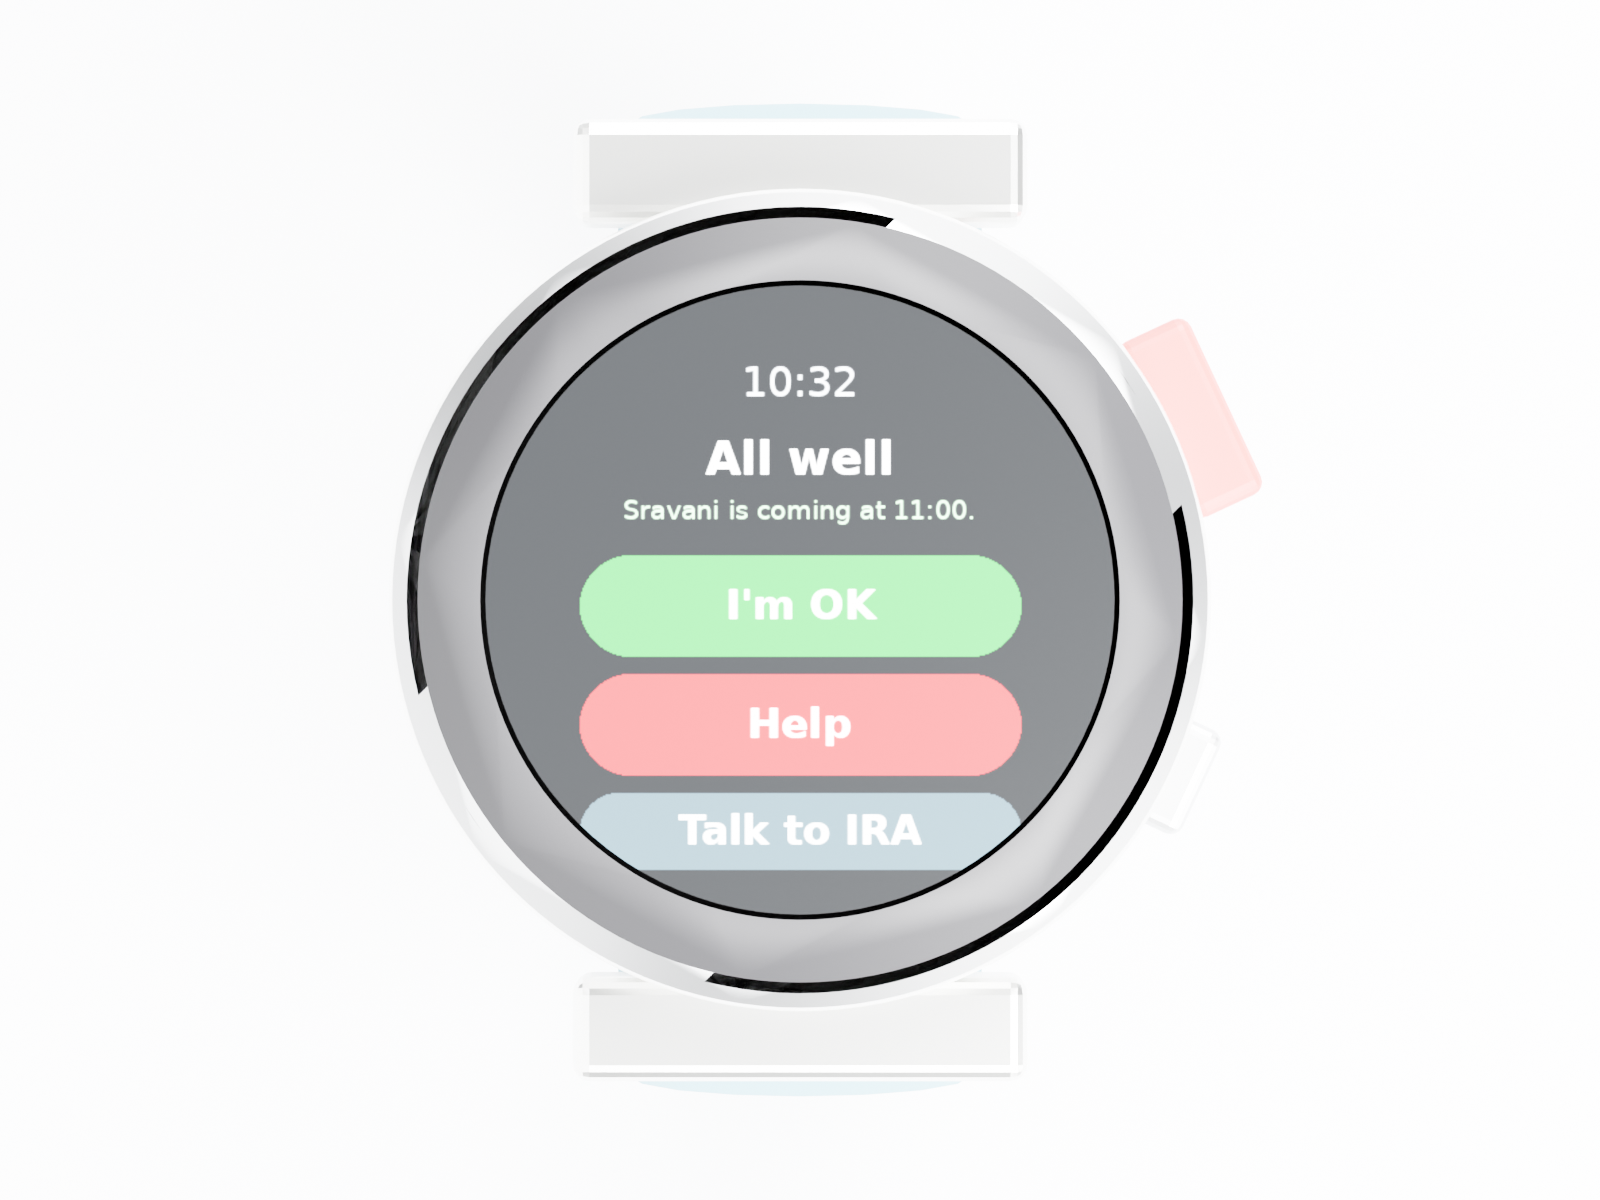 10:32
All well
Sravani is coming at 11:00.
I'm OK
Help
Talk to IRA